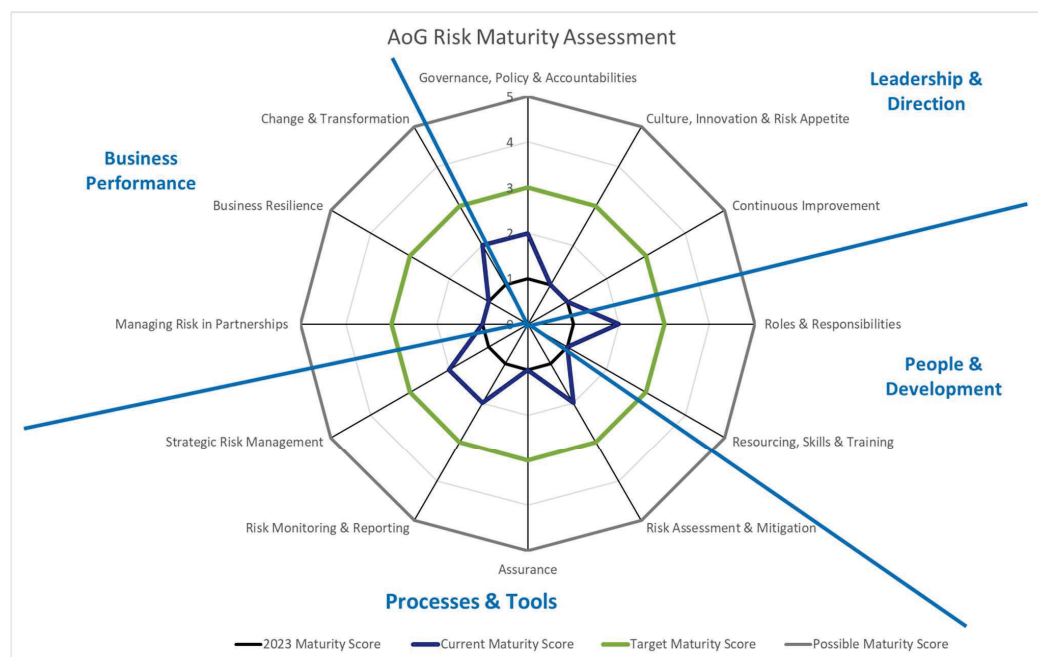 AoG Risk Maturity Assessment
Governance, Policy & Accountabilities
Leadership &
Direction
Culture, Innovation & Risk Appetite
Change & Transformation
Business
Performance
Business Resilience
Continuous Improvement
5
4
3
2
1
0
Managing Risk in Partnerships
Roles & Responsibilities
People &
Development
Strategic Risk Management
Resourcing, Skills & Training
Risk Monitoring & Reporting
Risk Assessment & Mitigation
Assurance
Processes & Tools
2023 Maturity Score
Current Maturity Score
Target Maturity Score
Possible Maturity Score